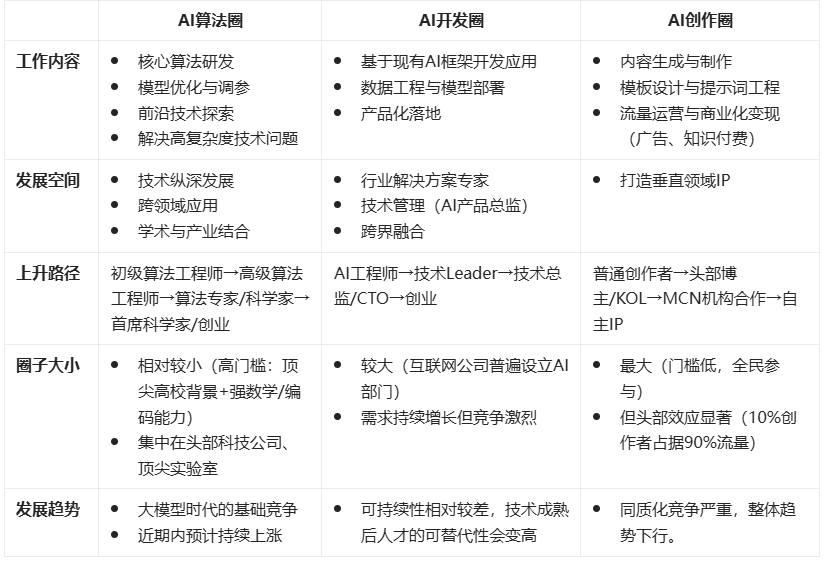 AI算法圈 AI开发圈 AI创作圈
工作内容
核心算法研发
模型优化与调参
前沿技术探索
解决高复杂度技术问题
基于现有AI框架开发应用
数据工程与模型部署
产品化落地
内容生成与制作
模板设计与提示词工程
流量运营与商业化变现
（广告、知识付费）
发展空间
技术纵深发展
跨领域应用
学术与产业结合
行业解决方案专家
技术管理（AI产品总监）
跨界融合
打造垂直领域IP
上升路径
初级算法工程师→高级算法
工程师→算法专家/科学家→
首席科学家/创业
AI工程师→技术Leader→技术总
监/CTO→创业
普通创作者→头部博
主/KOL→MCN机构合作→自
主IP
圈子大小
相对较小（高门槛：顶
尖高校背景+强数学/编
码能力）
集中在头部科技公司、
顶尖实验室
较大（互联网公司普遍设立AI
部门）
需求持续增长但竞争激烈
最大（门槛低，全民参
与）
但头部效应显著（10%创
作者占据90%流量）
发展趋势
大模型时代的基础竞争
近期内预计持续上涨
可持续性相对较差，技术成熟
后人才的可替代性会变高
同质化竞争严重，整体趋
势下行。